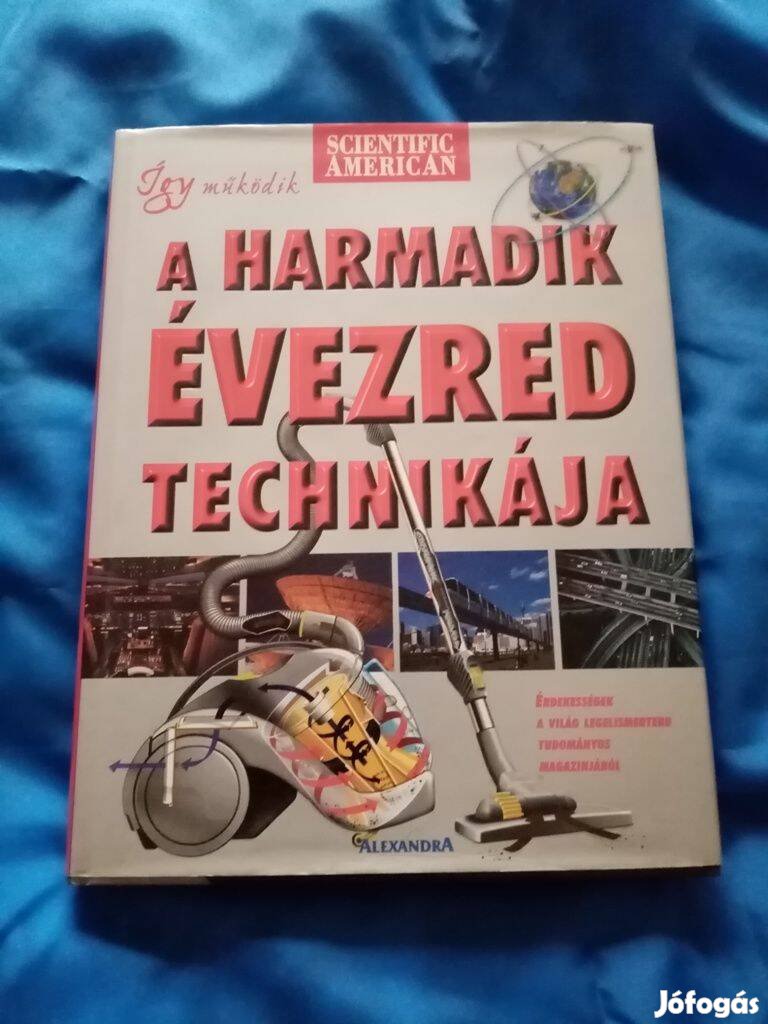 SCIENTIFIC
AMERICAN
Így működik
A HARMADIK
ÉVEZRED
TECHNIKÁJA
ÉRDEKESSÉGEK
A VILÁG LEGELISMERTEBB
TUDOMÁNYOS
MAGAZINJÁBÓL
ALEXANDRA
Jófogás